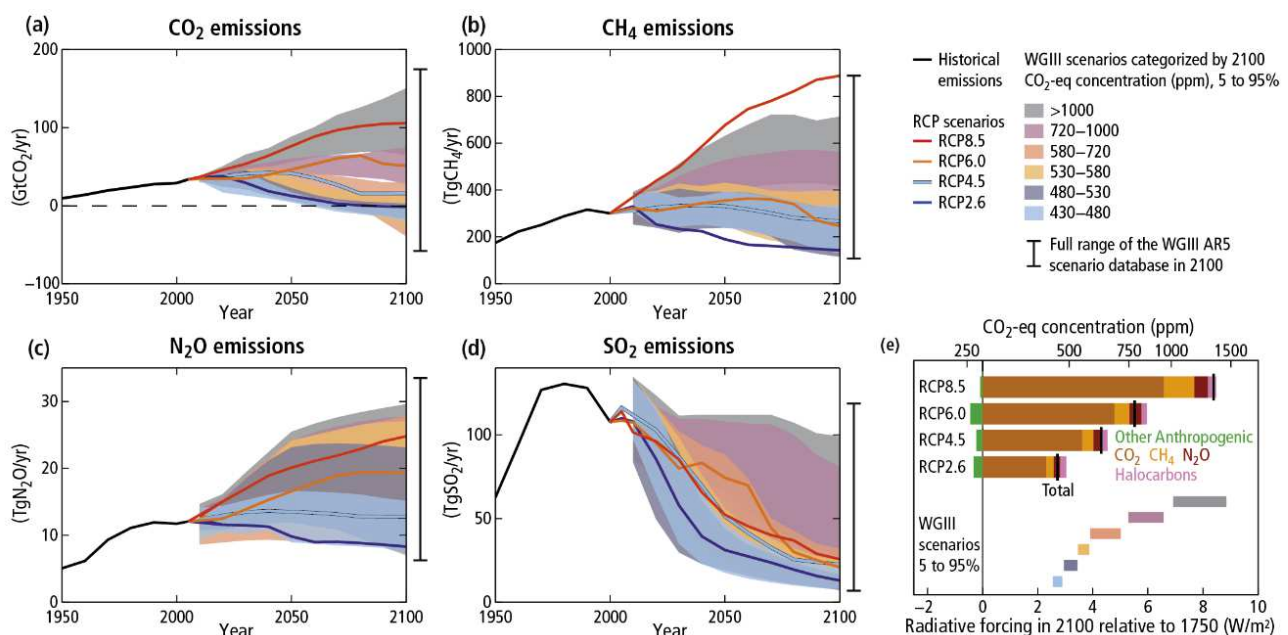 (a) CO₂ emissions
200
100
0
−100
(GtCO₂/yr)
1950 2000 2050 2100
Year
(b) CH₄ emissions
1000
800
600
400
200
0
(TgCH₄/yr)
1950 2000 2050 2100
Year
Historical
emissions
RCP scenarios
RCP8.5
RCP6.0
RCP4.5
RCP2.6
WGIII scenarios categorized by 2100
CO₂-eq concentration (ppm), 5 to 95%
>1000
720–1000
580–720
530–580
480–530
430–480
Full range of the WGIII AR5
scenario database in 2100
(c) N₂O emissions
30
20
10
0
(TgN₂O/yr)
1950 2000 2050 2100
Year
(d) SO₂ emissions
100
50
0
(TgSO₂/yr)
1950 2000 2050 2100
Year
(e) CO₂-eq concentration (ppm)
250 500 750 1000 1500
RCP8.5
RCP6.0
RCP4.5
RCP2.6
Other Anthropogenic
CO₂ CH₄ N₂O
Halocarbons
Total
WGIII
scenarios
5 to 95%
−2 0 2 4 6 8 10
Radiative forcing in 2100 relative to 1750 (W/m²)